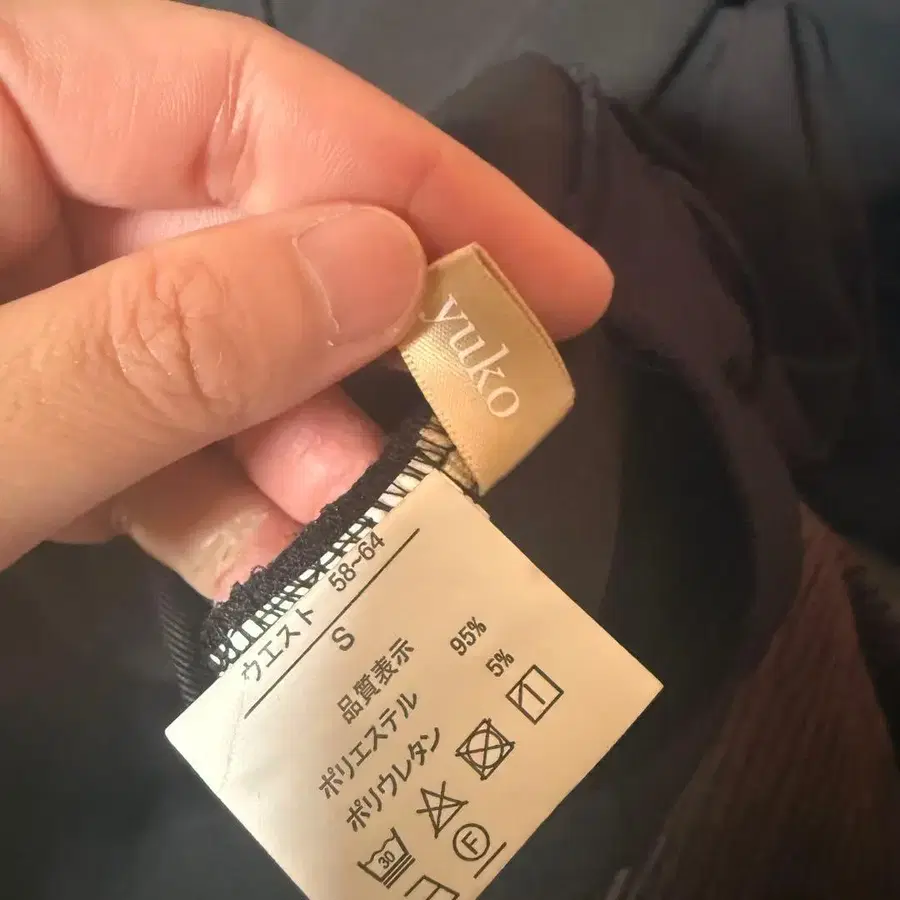 yuko
ウエスト 58~64
S
品質表示
ポリエステル 95%
ポリウレタン 5%
30
F